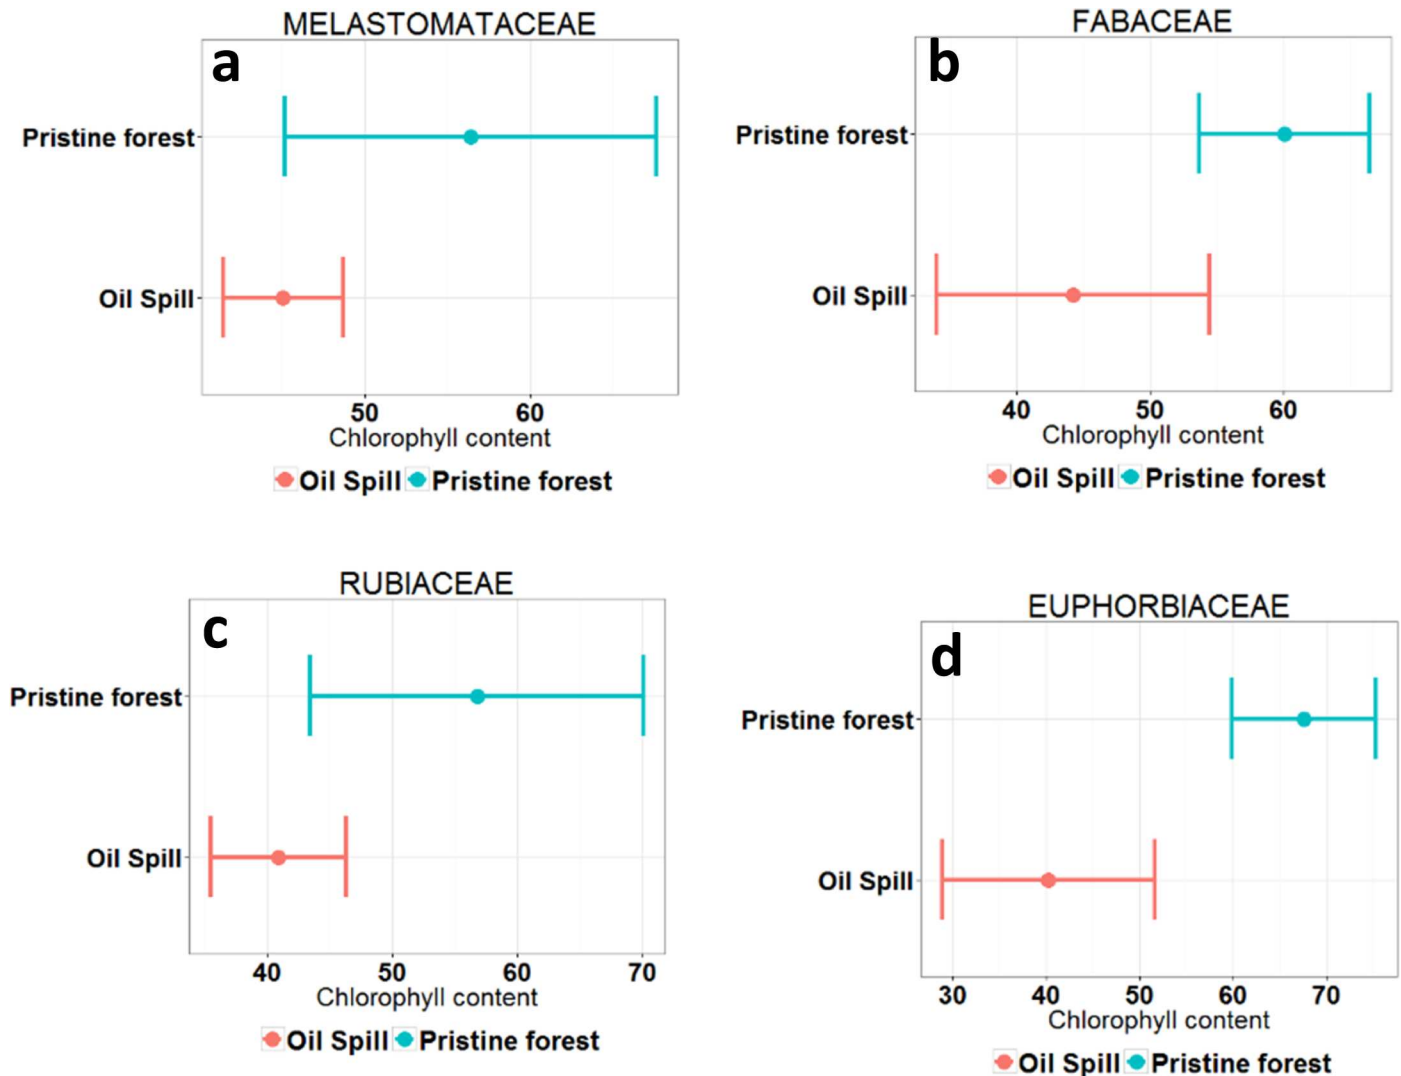 MELASTOMATACEAE
a
Pristine forest
Oil Spill
50 60
Chlorophyll content
Oil Spill Pristine forest
FABACEAE
b
Pristine forest
Oil Spill
40 50 60
Chlorophyll content
Oil Spill Pristine forest
RUBIACEAE
c
Pristine forest
Oil Spill
40 50 60 70
Chlorophyll content
Oil Spill Pristine forest
EUPHORBIACEAE
d
Pristine forest
Oil Spill
30 40 50 60 70
Chlorophyll content
Oil Spill Pristine forest